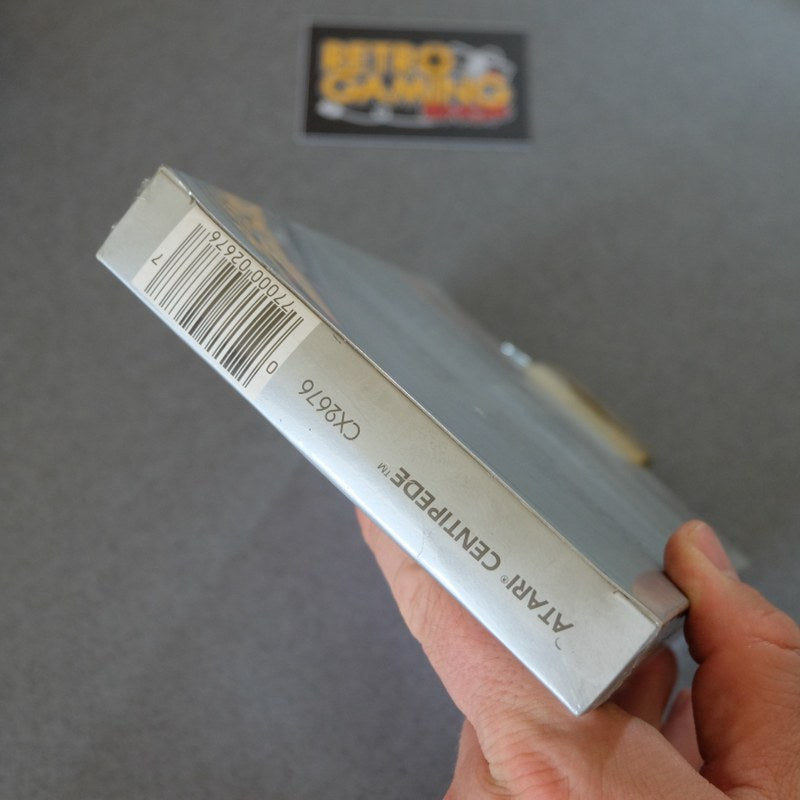 RETRO
GAMING
ATARI® CENTIPEDE™
CX2676
0 77000 02676 7